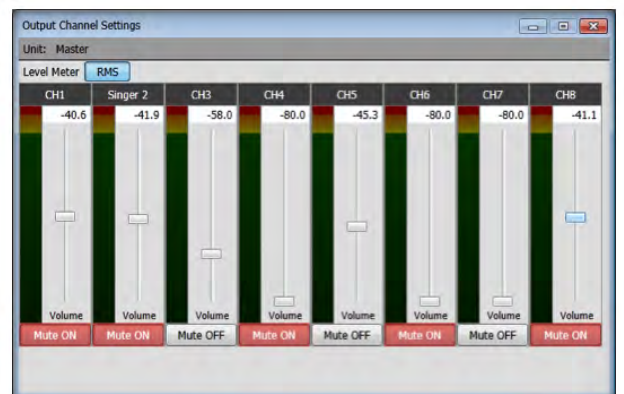 Output Channel Settings
Unit: Master
Level Meter RMS
CH1 Singer 2 CH3 CH4 CH5 CH6 CH7 CH8
-40.6 -41.9 -58.0 -80.0 -45.3 -80.0 -80.0 -41.1
Volume Volume Volume Volume Volume Volume Volume Volume
Mute ON Mute ON Mute OFF Mute ON Mute OFF Mute ON Mute OFF Mute ON